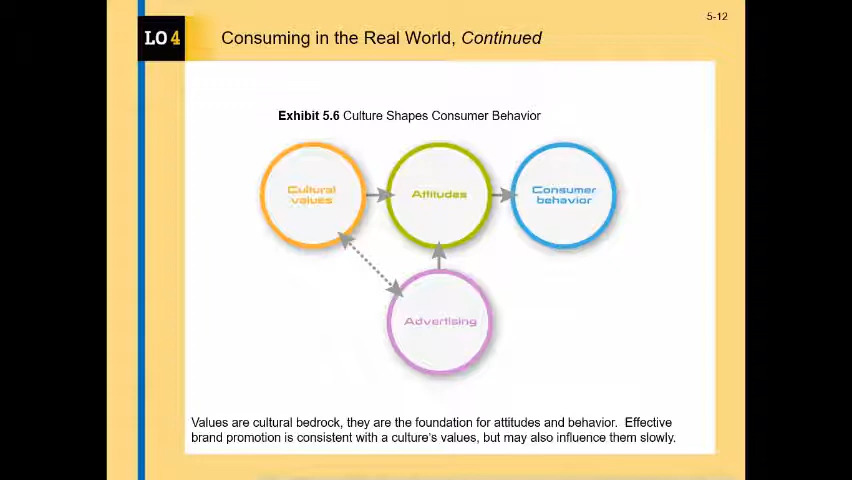 5-12
LO 4
Consuming in the Real World, Continued
Exhibit 5.6 Culture Shapes Consumer Behavior
Cultural
values
Attitudes
Consumer
behavior
Advertising
Values are cultural bedrock, they are the foundation for attitudes and behavior. Effective
brand promotion is consistent with a culture's values, but may also influence them slowly.